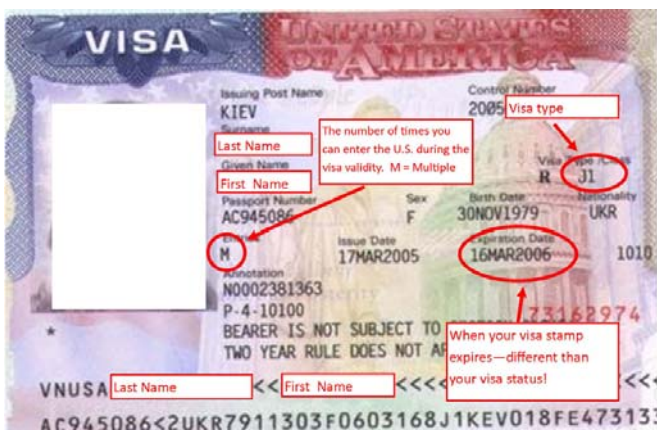 VISA
UNITED STATES
OF AMERICA
Issuing Post Name
KIEV
Control Number
2005
Visa type
Surname
Last Name
Given Name
First Name
The number of times you
can enter the U.S. during the
visa validity. M = Multiple
Visa Type /Class
R J1
Passport Number
AC945086
Sex
F
Birth Date
30NOV1979
Nationality
UKR
Entries
M
Issue Date
17MAR2005
Expiration Date
16MAR2006
1010
Annotation
N0002381363
P-4-10100
BEARER IS NOT SUBJECT TO
TWO YEAR RULE DOES NOT
73162974
When your visa stamp
expires—different than
your visa status!
*
VNUSA Last Name << First Name <<<< <<
AC945086<2UKR7911303F0603168J1KEV018FE473133